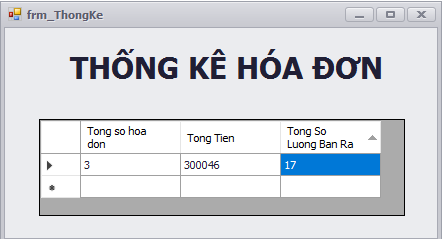 frm_ThongKe
THỐNG KÊ HÓA ĐƠN
Tong so hoa
don
Tong Tien
Tong So
Luong Ban Ra
3
300046
17